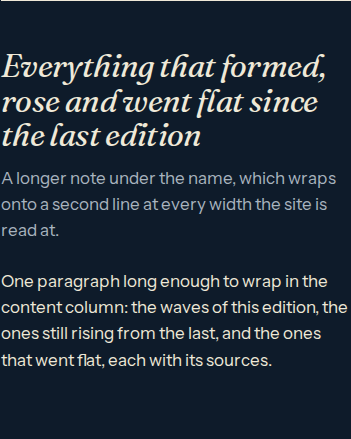 Everything that formed,
rose and went flat since
the last edition
A longer note under the name, which wraps
onto a second line at every width the site is
read at.
One paragraph long enough to wrap in the
content column: the waves of this edition, the
ones still rising from the last, and the ones
that went flat, each with its sources.